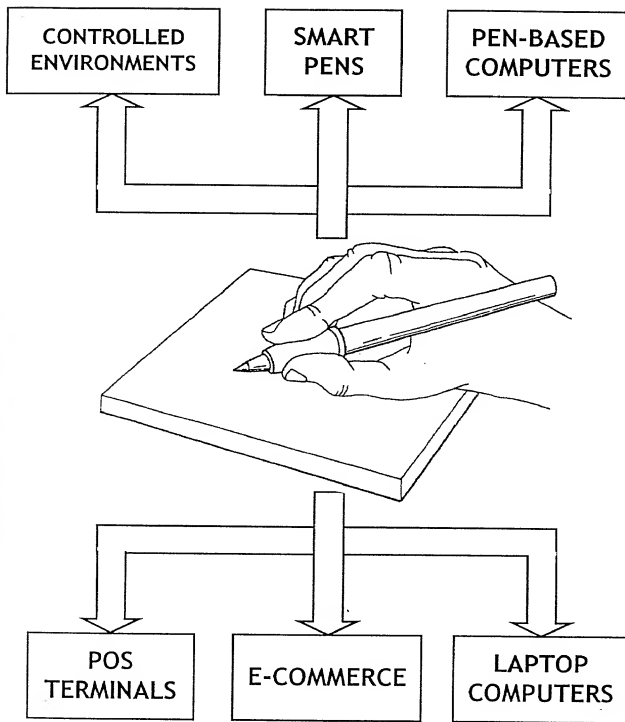 CONTROLLED
ENVIRONMENTS
SMART
PENS
PEN-BASED
COMPUTERS
POS
TERMINALS
E-COMMERCE
LAPTOP
COMPUTERS